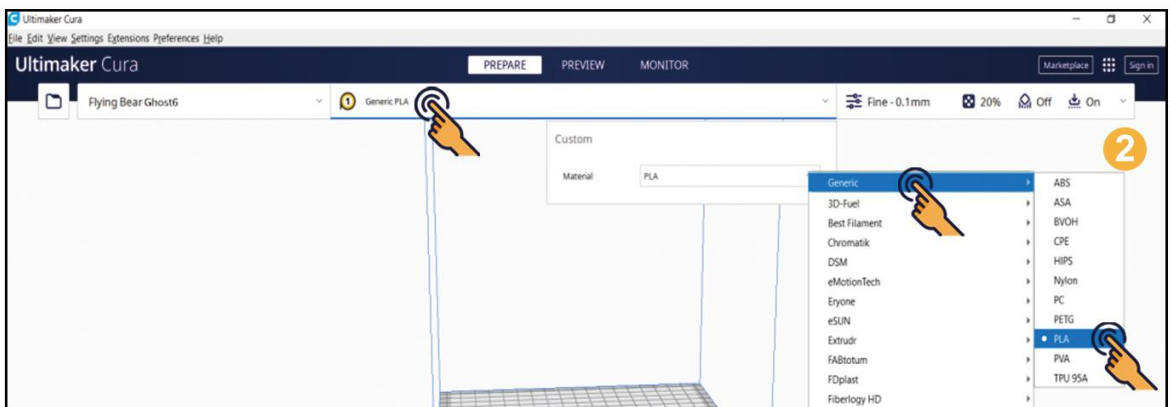 Ultimaker Cura
File Edit View Settings Extensions Preferences Help
Ultimaker Cura PREPARE PREVIEW MONITOR Marketplace Sign in
Flying Bear Ghost6 1 Generic PLA Fine - 0.1mm 20% Off On
2
Custom
Material PLA
Generic
3D-Fuel
Best Filament
Chromatik
DSM
eMotionTech
Eryone
eSUN
Extrudr
FABtotum
FDplast
Fiberlogy HD
ABS
ASA
BVOH
CPE
HIPS
Nylon
PC
PETG
PLA
PVA
TPU 95A